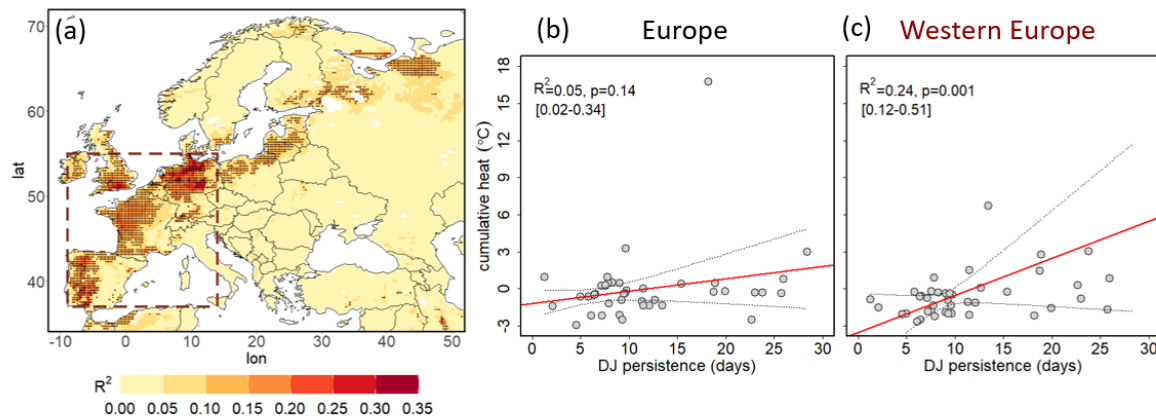 (a)
70
60
50
40
lat
-10 0 10 20 30 40 50
lon
R2
0.00 0.05 0.10 0.15 0.20 0.25 0.30 0.35
(b) Europe
18
15
12
9
6
3
0
-3
cumulative heat (°C)
R2=0.05, p=0.14
[0.02-0.34]
0 5 10 15 20 25 30
DJ persistence (days)
(c) Western Europe
R2=0.24, p=0.001
[0.12-0.51]
0 5 10 15 20 25 30
DJ persistence (days)